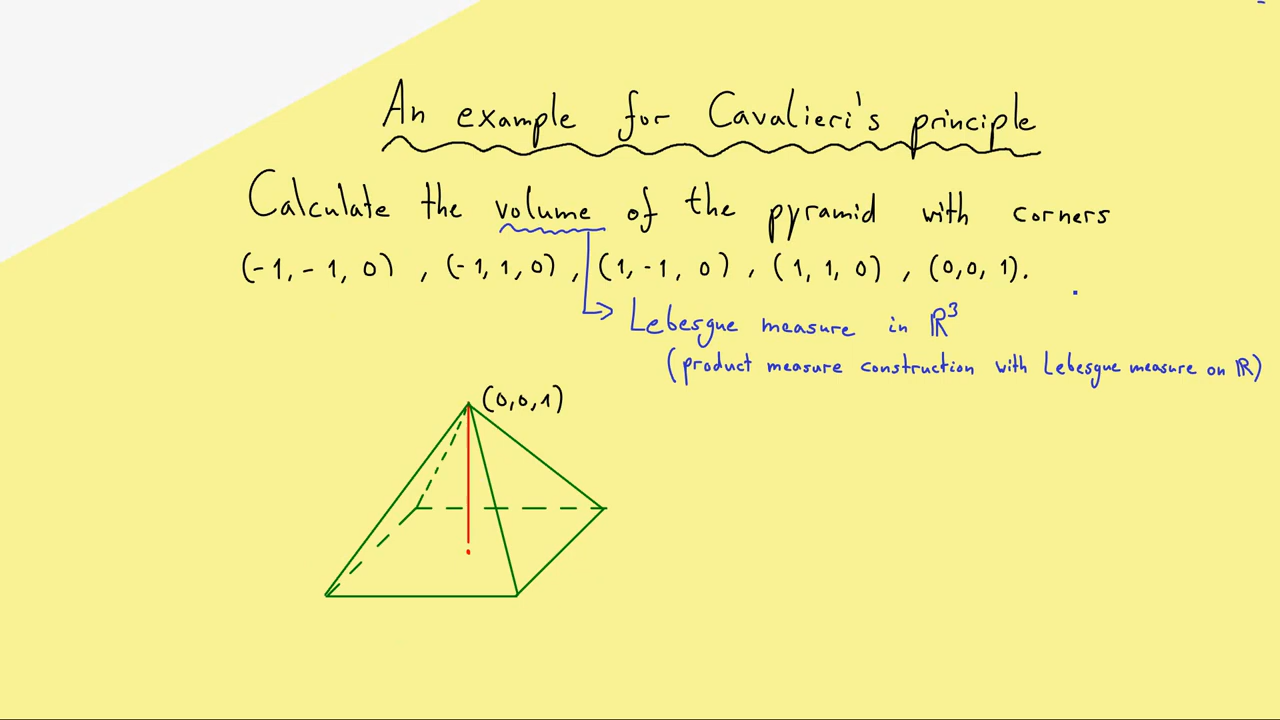 An example for Cavalieri's principle
Calculate the volume of the pyramid with corners
(-1, -1, 0) , (-1, 1, 0) , (1, -1, 0) , (1, 1, 0) , (0, 0, 1).
Lebesgue measure in ℝ³
(product measure construction with Lebesgue measure on ℝ)
(0,0,1)